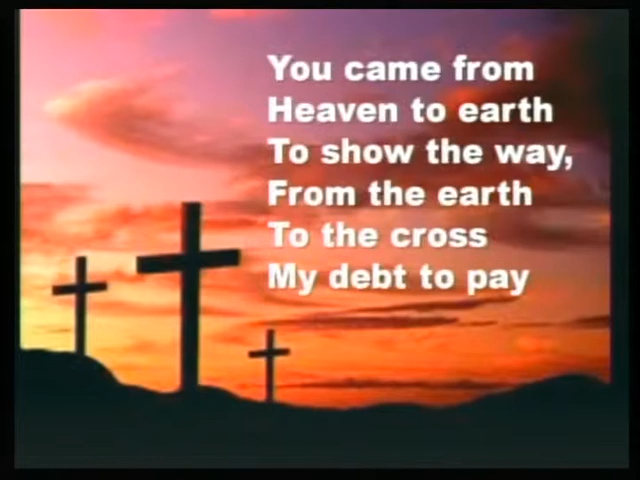 You came from
Heaven to earth
To show the way,
From the earth
To the cross
My debt to pay